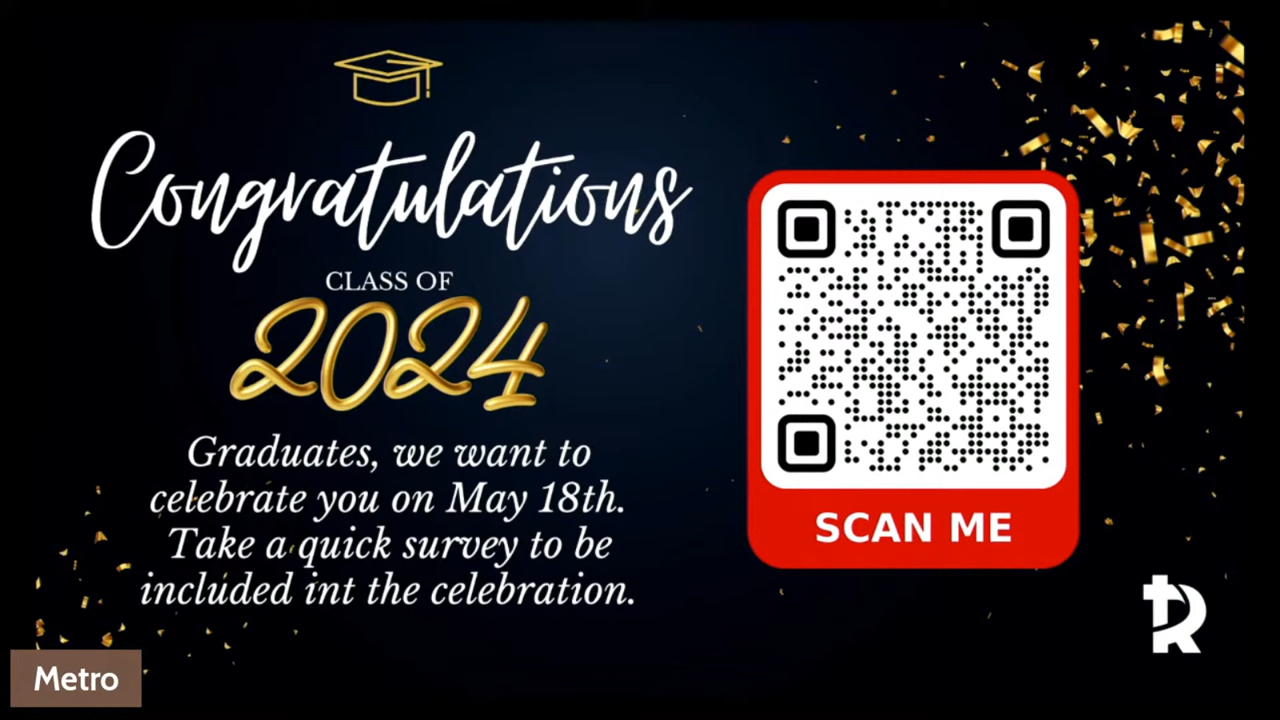 Congratulations
CLASS OF
2024
Graduates, we want to
celebrate you on May 18th.
Take a quick survey to be
included int the celebration.
SCAN ME
Metro